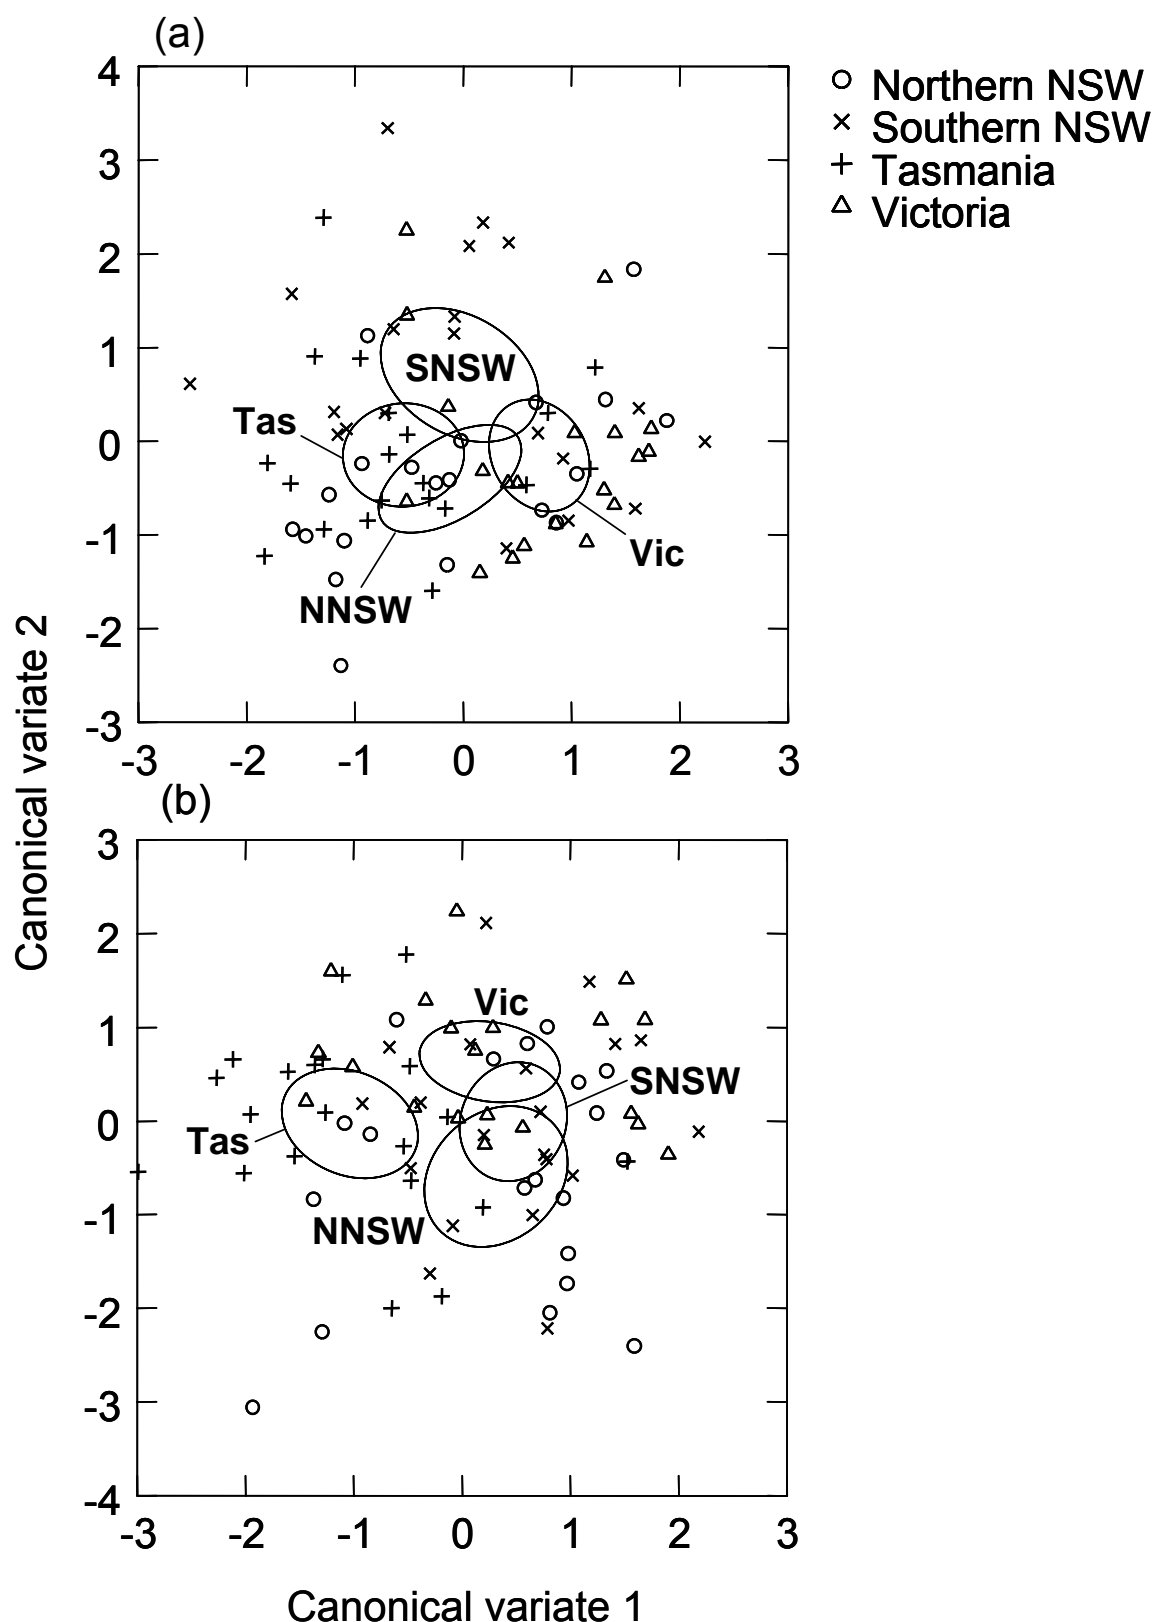 (a)
Northern NSW
Southern NSW
Tasmania
Victoria
4
3
2
1
0
-1
-2
-3
SNSW
Tas
Vic
NNSW
-3 -2 -1 0 1 2 3
Canonical variate 2
(b)
3
2
1
0
-1
-2
-3
-4
Vic
SNSW
Tas
NNSW
-3 -2 -1 0 1 2 3
Canonical variate 1